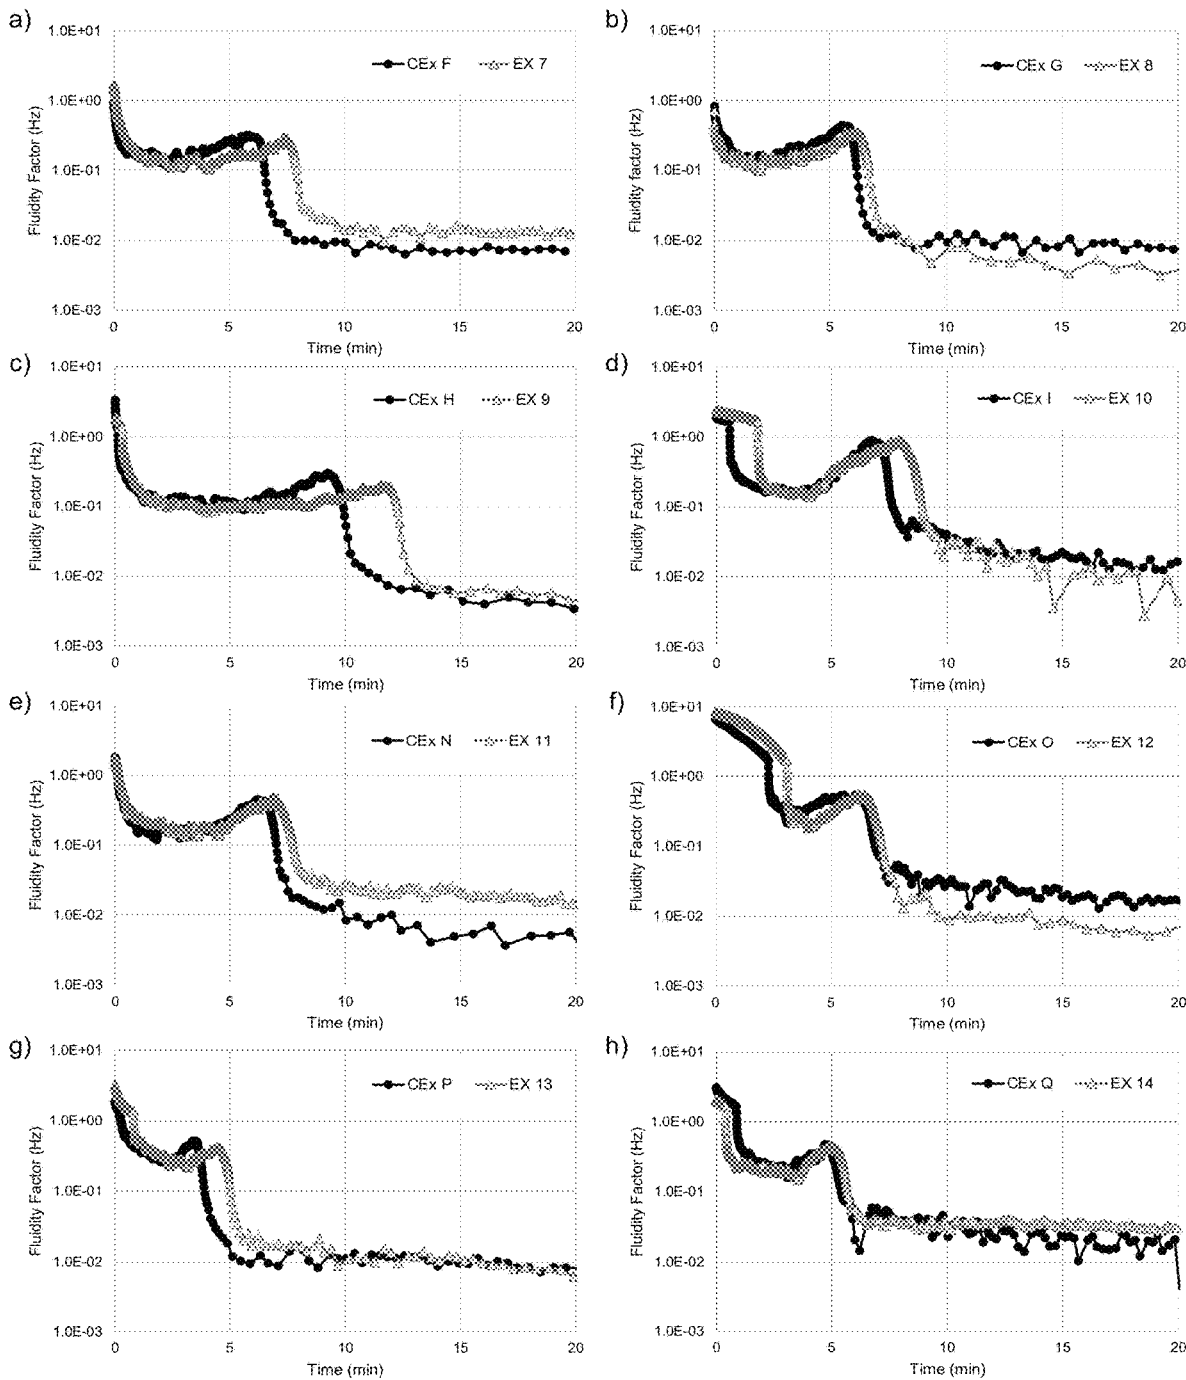 a)
1.0E+01
1.0E+00
1.0E-01
1.0E-02
1.0E-03
Fluidity Factor (Hz)
CEx F EX 7
0 5 10 15 20
Time (min)
b)
1.0E+01
1.0E+00
1.0E-01
1.0E-02
1.0E-03
Fluidity factor (Hz)
CEx G EX 8
0 5 10 15 20
Time (min)
c)
1.0E+01
1.0E+00
1.0E-01
1.0E-02
1.0E-03
Fluidity Factor (Hz)
CEx H EX 9
0 5 10 15 20
Time (min)
d)
1.0E+01
1.0E+00
1.0E-01
1.0E-02
1.0E-03
Fluidity Factor (Hz)
CEx I EX 10
0 5 10 15 20
Time (min)
e)
1.0E+01
1.0E+00
1.0E-01
1.0E-02
1.0E-03
Fluidity Factor (Hz)
CEx N EX 11
0 5 10 15 20
Time (min)
f)
1.0E+01
1.0E+00
1.0E-01
1.0E-02
1.0E-03
Fluidity Factor (Hz)
CEx O EX 12
0 5 10 15 20
Time (min)
g)
1.0E+01
1.0E+00
1.0E-01
1.0E-02
1.0E-03
Fluidity Factor (Hz)
CEx P EX 13
0 5 10 15 20
Time (min)
h)
1.0E+01
1.0E+00
1.0E-01
1.0E-02
1.0E-03
Fluidity Factor (Hz)
CEx Q EX 14
0 5 10 15 20
Time (min)